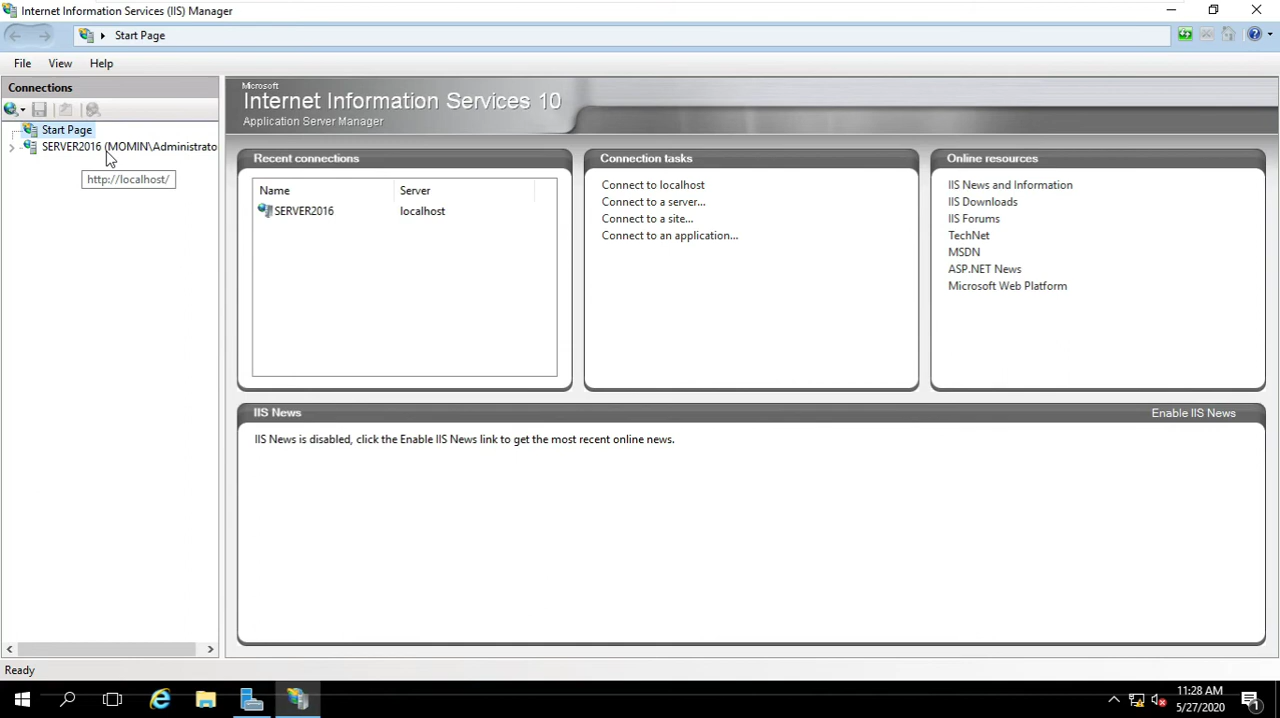 Internet Information Services (IIS) Manager
Start Page
File View Help
Connections
Start Page
SERVER2016 (MOMIN\Administrato
http://localhost/
Microsoft
Internet Information Services 10
Application Server Manager
Recent connections
Name Server
SERVER2016 localhost
Connection tasks
Connect to localhost
Connect to a server...
Connect to a site...
Connect to an application...
Online resources
IIS News and Information
IIS Downloads
IIS Forums
TechNet
MSDN
ASP.NET News
Microsoft Web Platform
IIS News Enable IIS News
IIS News is disabled, click the Enable IIS News link to get the most recent online news.
Ready
11:28 AM
5/27/2020
1